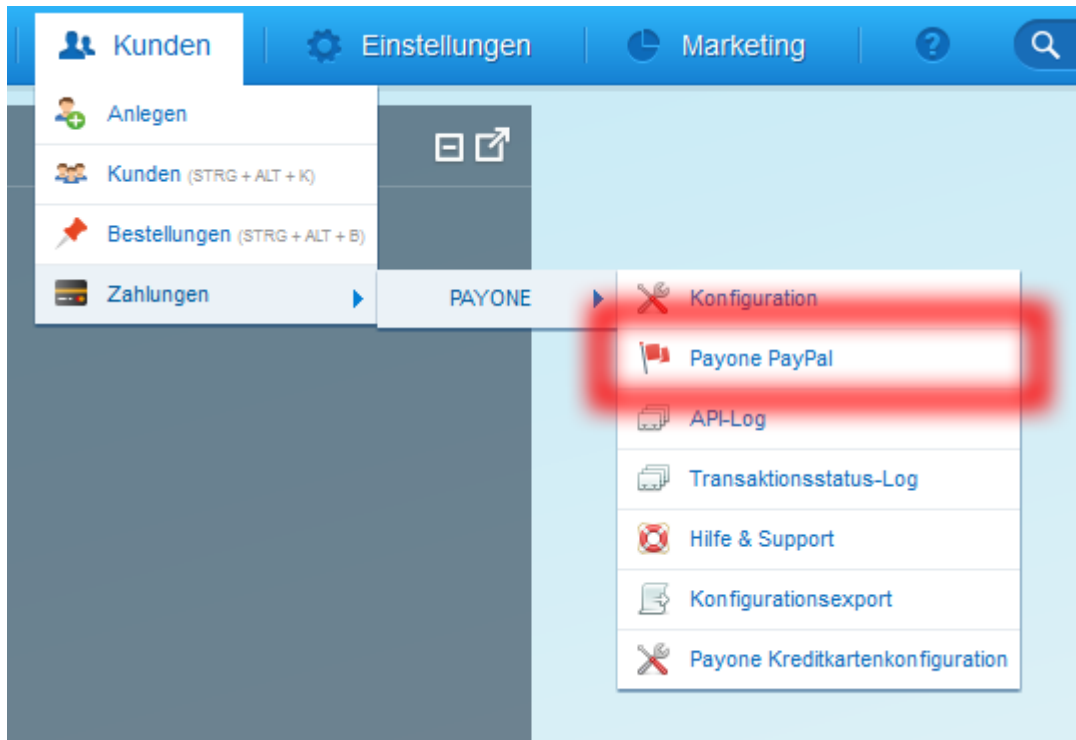 Kunden
Einstellungen
Marketing
?
Anlegen
Kunden (STRG + ALT + K)
Bestellungen (STRG + ALT + B)
Zahlungen
PAYONE
Konfiguration
Payone PayPal
API-Log
Transaktionsstatus-Log
Hilfe & Support
Konfigurationsexport
Payone Kreditkartenkonfiguration